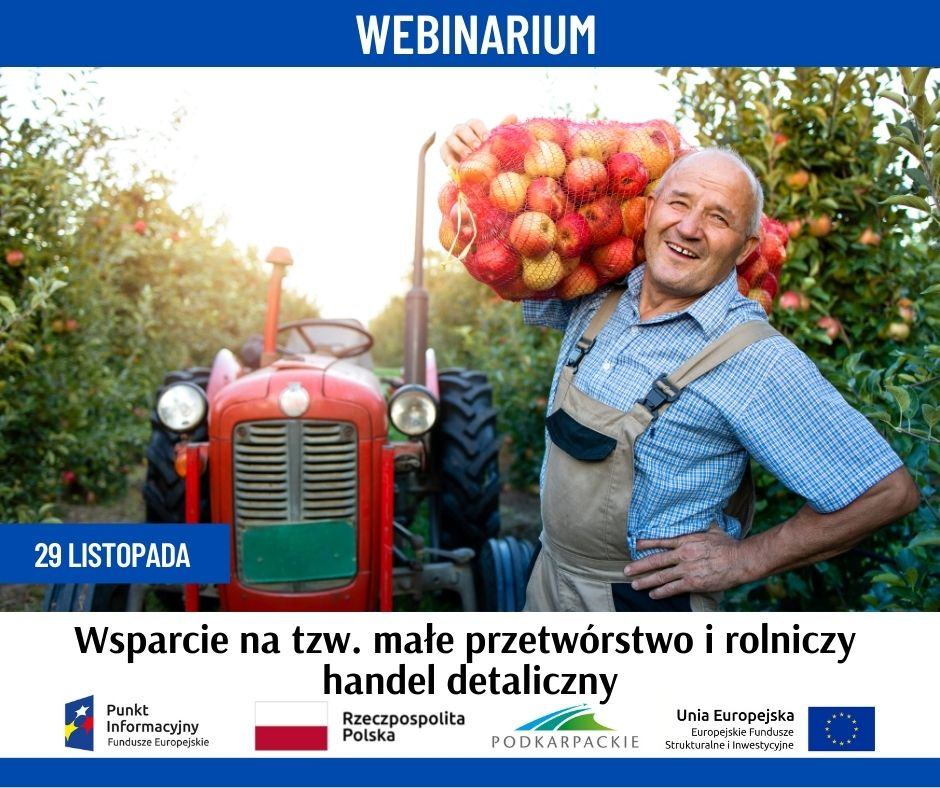 WEBINARIUM
29 LISTOPADA
Wsparcie na tzw. małe przetwórstwo i rolniczy
handel detaliczny
Punkt
Informacyjny
Fundusze Europejskie
Rzeczpospolita
Polska
PODKARPACKIE
Unia Europejska
Europejskie Fundusze
Strukturalne i Inwestycyjne